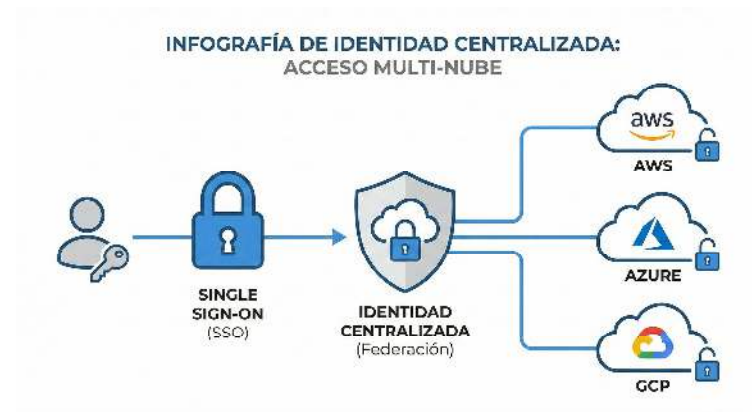 INFOGRAFÍA DE IDENTIDAD CENTRALIZADA:
ACCESO MULTI-NUBE
aws
AWS
SINGLE
SIGN-ON
(SSO)
IDENTIDAD
CENTRALIZADA
(Federación)
AZURE
GCP